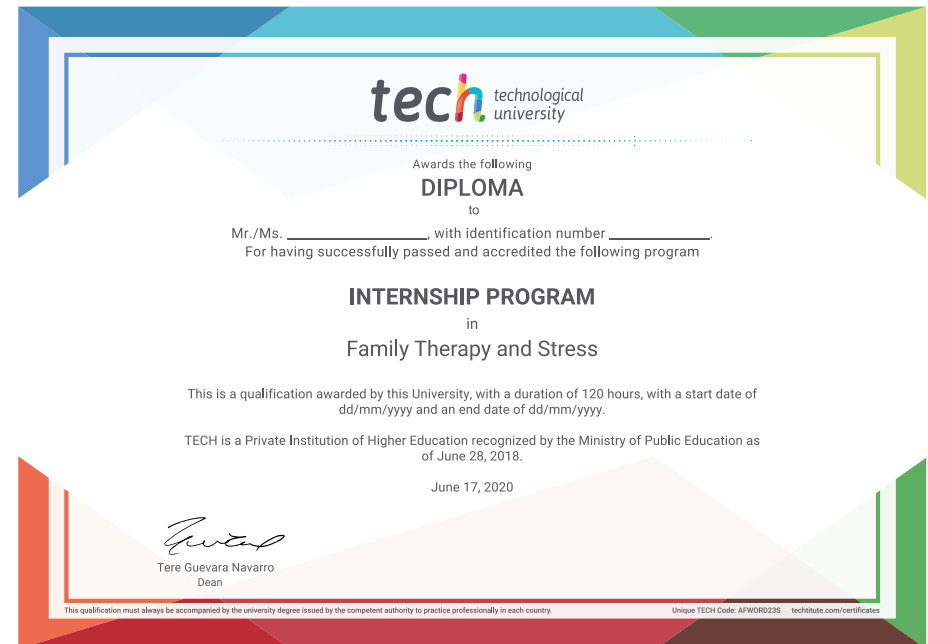 tech technological
university
Awards the following
DIPLOMA
to
Mr./Ms. ____________________, with identification number ______________.
For having successfully passed and accredited the following program
INTERNSHIP PROGRAM
in
Family Therapy and Stress
This is a qualification awarded by this University, with a duration of 120 hours, with a start date of
dd/mm/yyyy and an end date of dd/mm/yyyy.
TECH is a Private Institution of Higher Education recognized by the Ministry of Public Education as
of June 28, 2018.
June 17, 2020
Tere Guevara Navarro
Dean
This qualification must always be accompanied by the university degree issued by the competent authority to practice professionally in each country.
Unique TECH Code: AFWORD23S techtitute.com/certificates